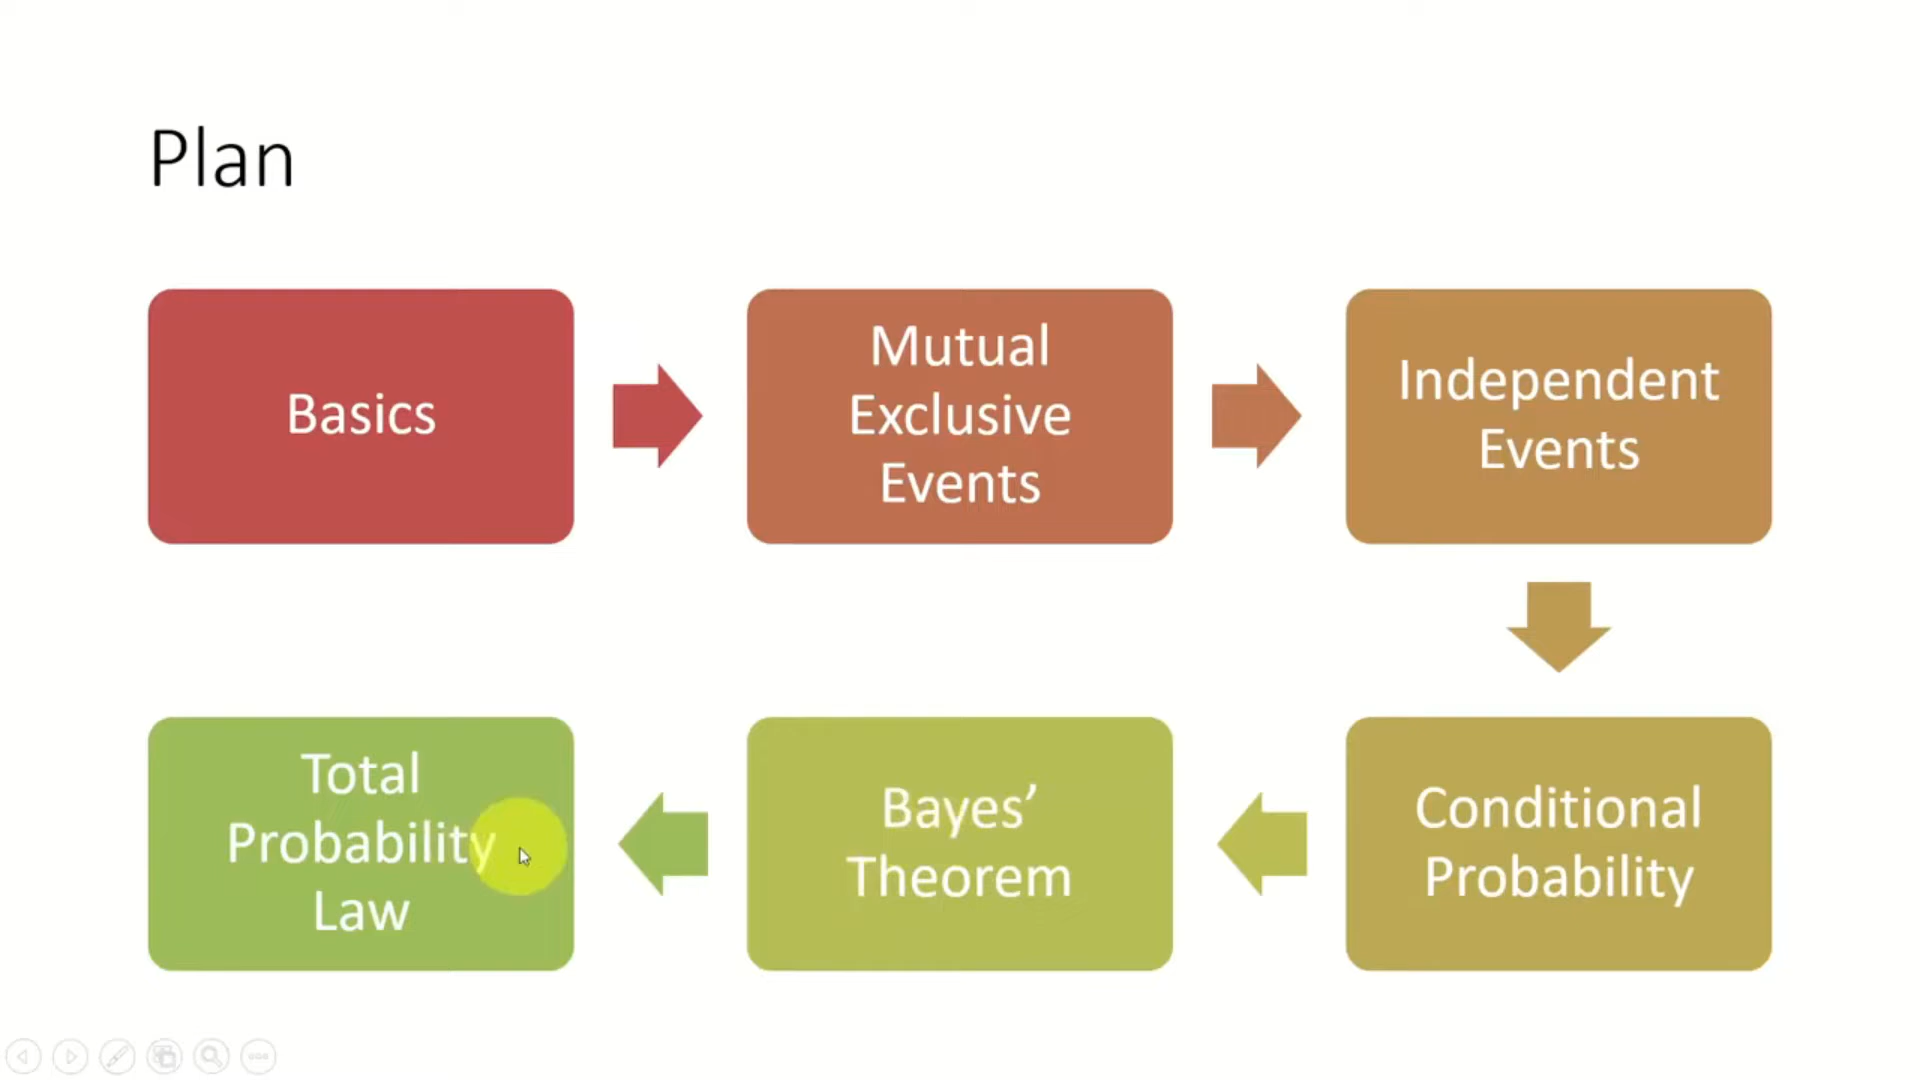 Plan
Basics
Mutual
Exclusive
Events
Independent
Events
Conditional
Probability
Bayes’
Theorem
Total
Probability
Law